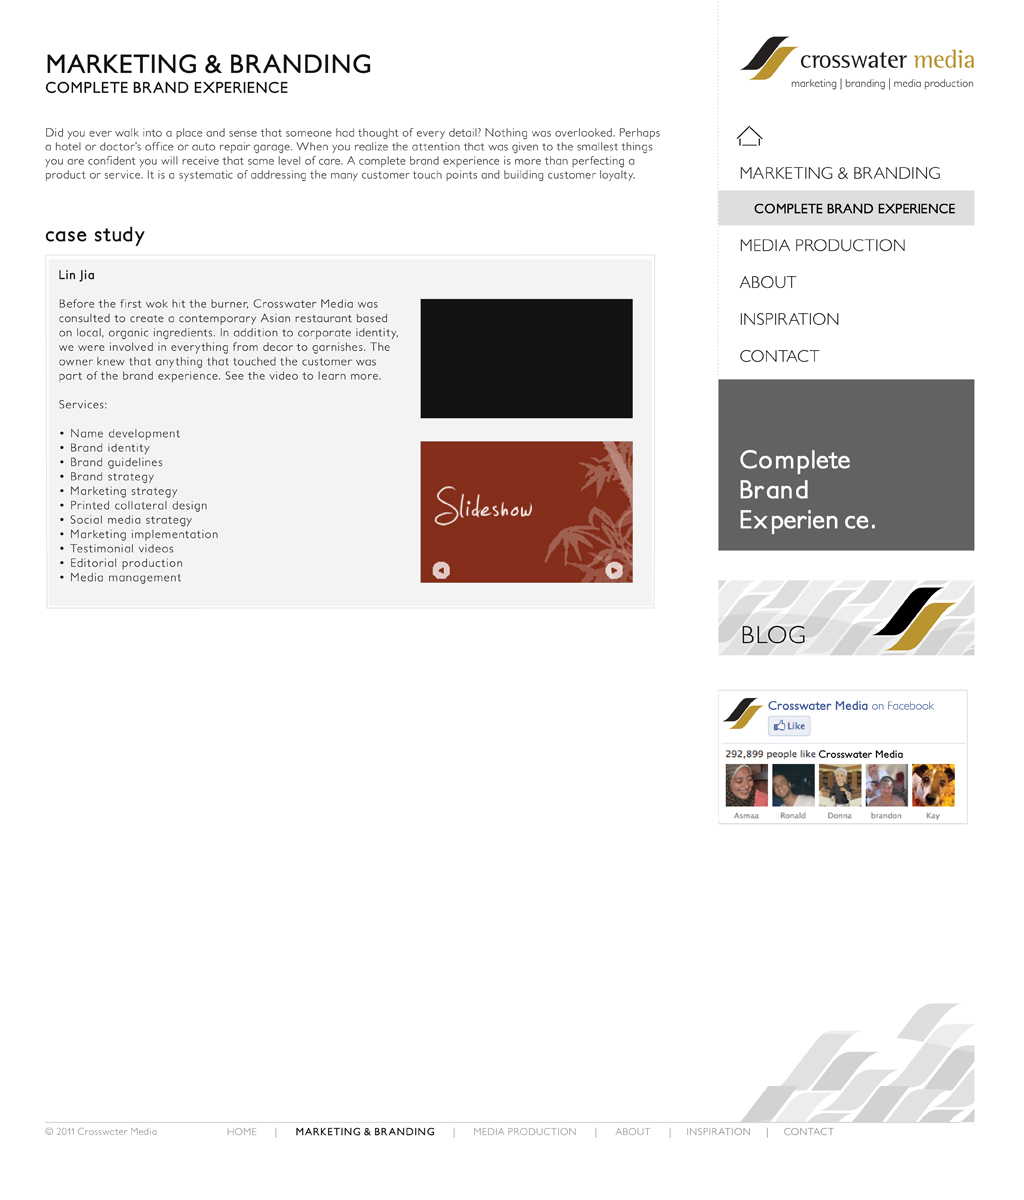 MARKETING & BRANDING
COMPLETE BRAND EXPERIENCE
Did you ever walk into a place and sense that someone had thought of every detail? Nothing was overlooked. Perhaps
a hotel or doctor's office or auto repair garage. When you realize the attention that was given to the smallest things
you are confident you will receive that same level of care. A complete brand experience is more than perfecting a
product or service. It is a systematic of addressing the many customer touch points and building customer loyalty.
case study
Lin Jia
Before the first wok hit the burner, Crosswater Media was
consulted to create a contemporary Asian restaurant based
on local, organic ingredients. In addition to corporate identity,
we were involved in everything from decor to garnishes. The
owner knew that anything that touched the customer was
part of the brand experience. See the video to learn more.
Services:
• Name development
• Brand identity
• Brand guidelines
• Brand strategy
• Marketing strategy
• Printed collateral design
• Social media strategy
• Marketing implementation
• Testimonial videos
• Editorial production
• Media management
Slideshow
crosswater media
marketing | branding | media production
MARKETING & BRANDING
COMPLETE BRAND EXPERIENCE
MEDIA PRODUCTION
ABOUT
INSPIRATION
CONTACT
Complete
Brand
Experien ce.
BLOG
Crosswater Media on Facebook
Like
292,899 people like Crosswater Media
Asmaa Ronald Donna brandon Kay
© 2011 Crosswater Media HOME | MARKETING & BRANDING | MEDIA PRODUCTION | ABOUT | INSPIRATION | CONTACT